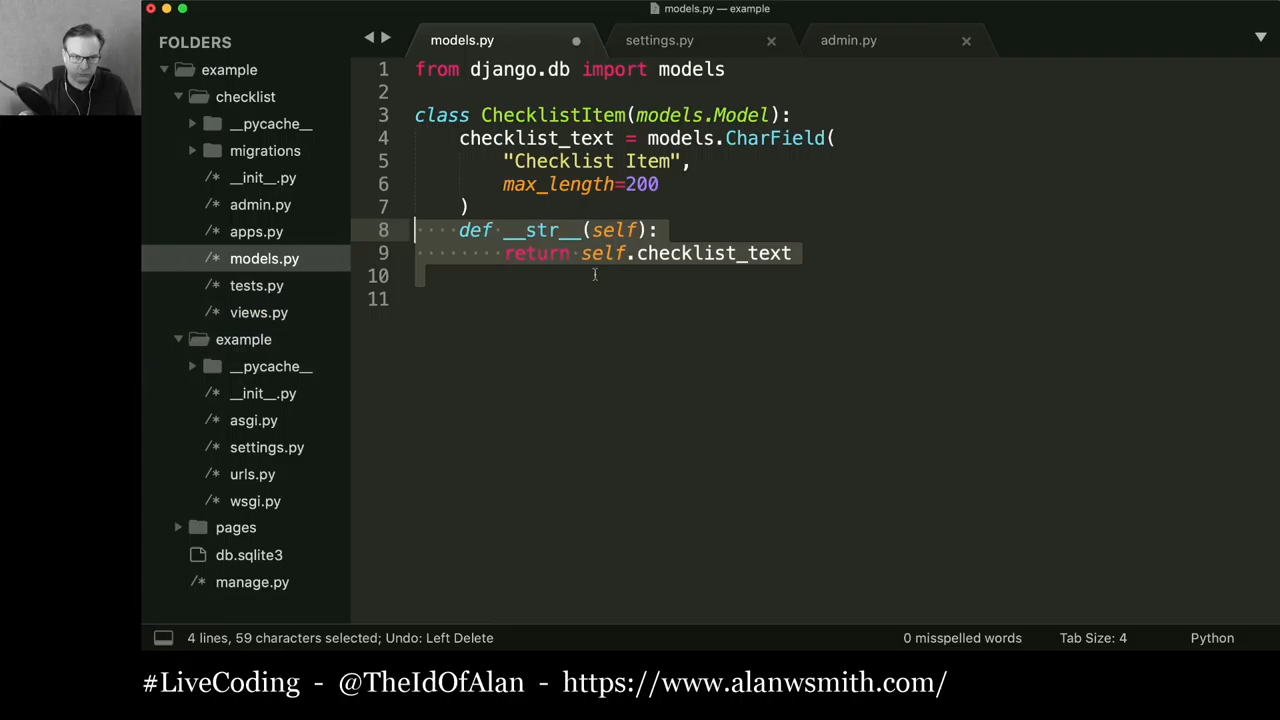 models.py — example
FOLDERS
example
checklist
__pycache__
migrations
/* __init__.py
/* admin.py
/* apps.py
/* models.py
/* tests.py
/* views.py
example
__pycache__
/* __init__.py
/* asgi.py
/* settings.py
/* urls.py
/* wsgi.py
pages
db.sqlite3
/* manage.py
models.py
settings.py
admin.py
1 from django.db import models
2
3 class ChecklistItem(models.Model):
4     checklist_text = models.CharField(
5         "Checklist Item",
6         max_length=200
7     )
8     def __str__(self):
9         return self.checklist_text
10
11
4 lines, 59 characters selected; Undo: Left Delete
0 misspelled words
Tab Size: 4
Python
#LiveCoding - @TheIdOfAlan - https://www.alanwsmith.com/